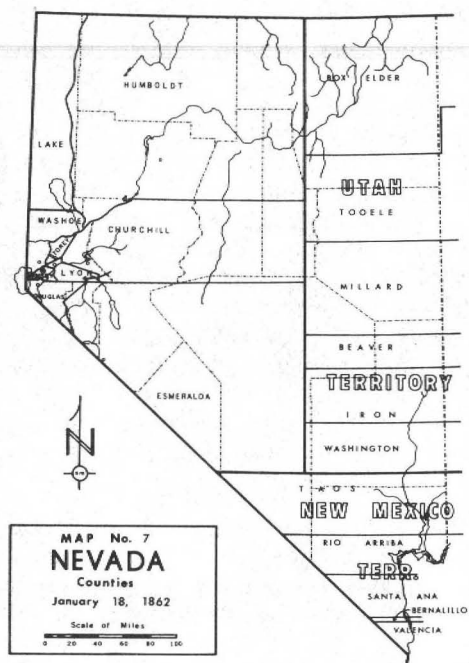 HUMBOLDT
BOX ELDER
LAKE
UTAH
TOOELE
WASHOE
CHURCHILL
MILLARD
BEAVER
TERRITORY
ESMERALDA
IRON
WASHINGTON
N
TAOS
NEW MEXICO
RIO ARRIBA
TERR.
SANTA ANA
BERNALILLO
VALENCIA
MAP No. 7
NEVADA
Counties
January 18, 1862
Scale of Miles
0 20 40 60 80 100